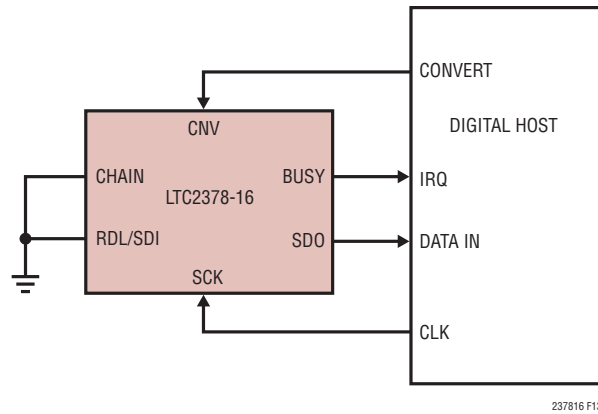 CONVERT
CNV
DIGITAL HOST
CHAIN
BUSY
IRQ
LTC2378-16
RDL/SDI
SDO
DATA IN
SCK
CLK